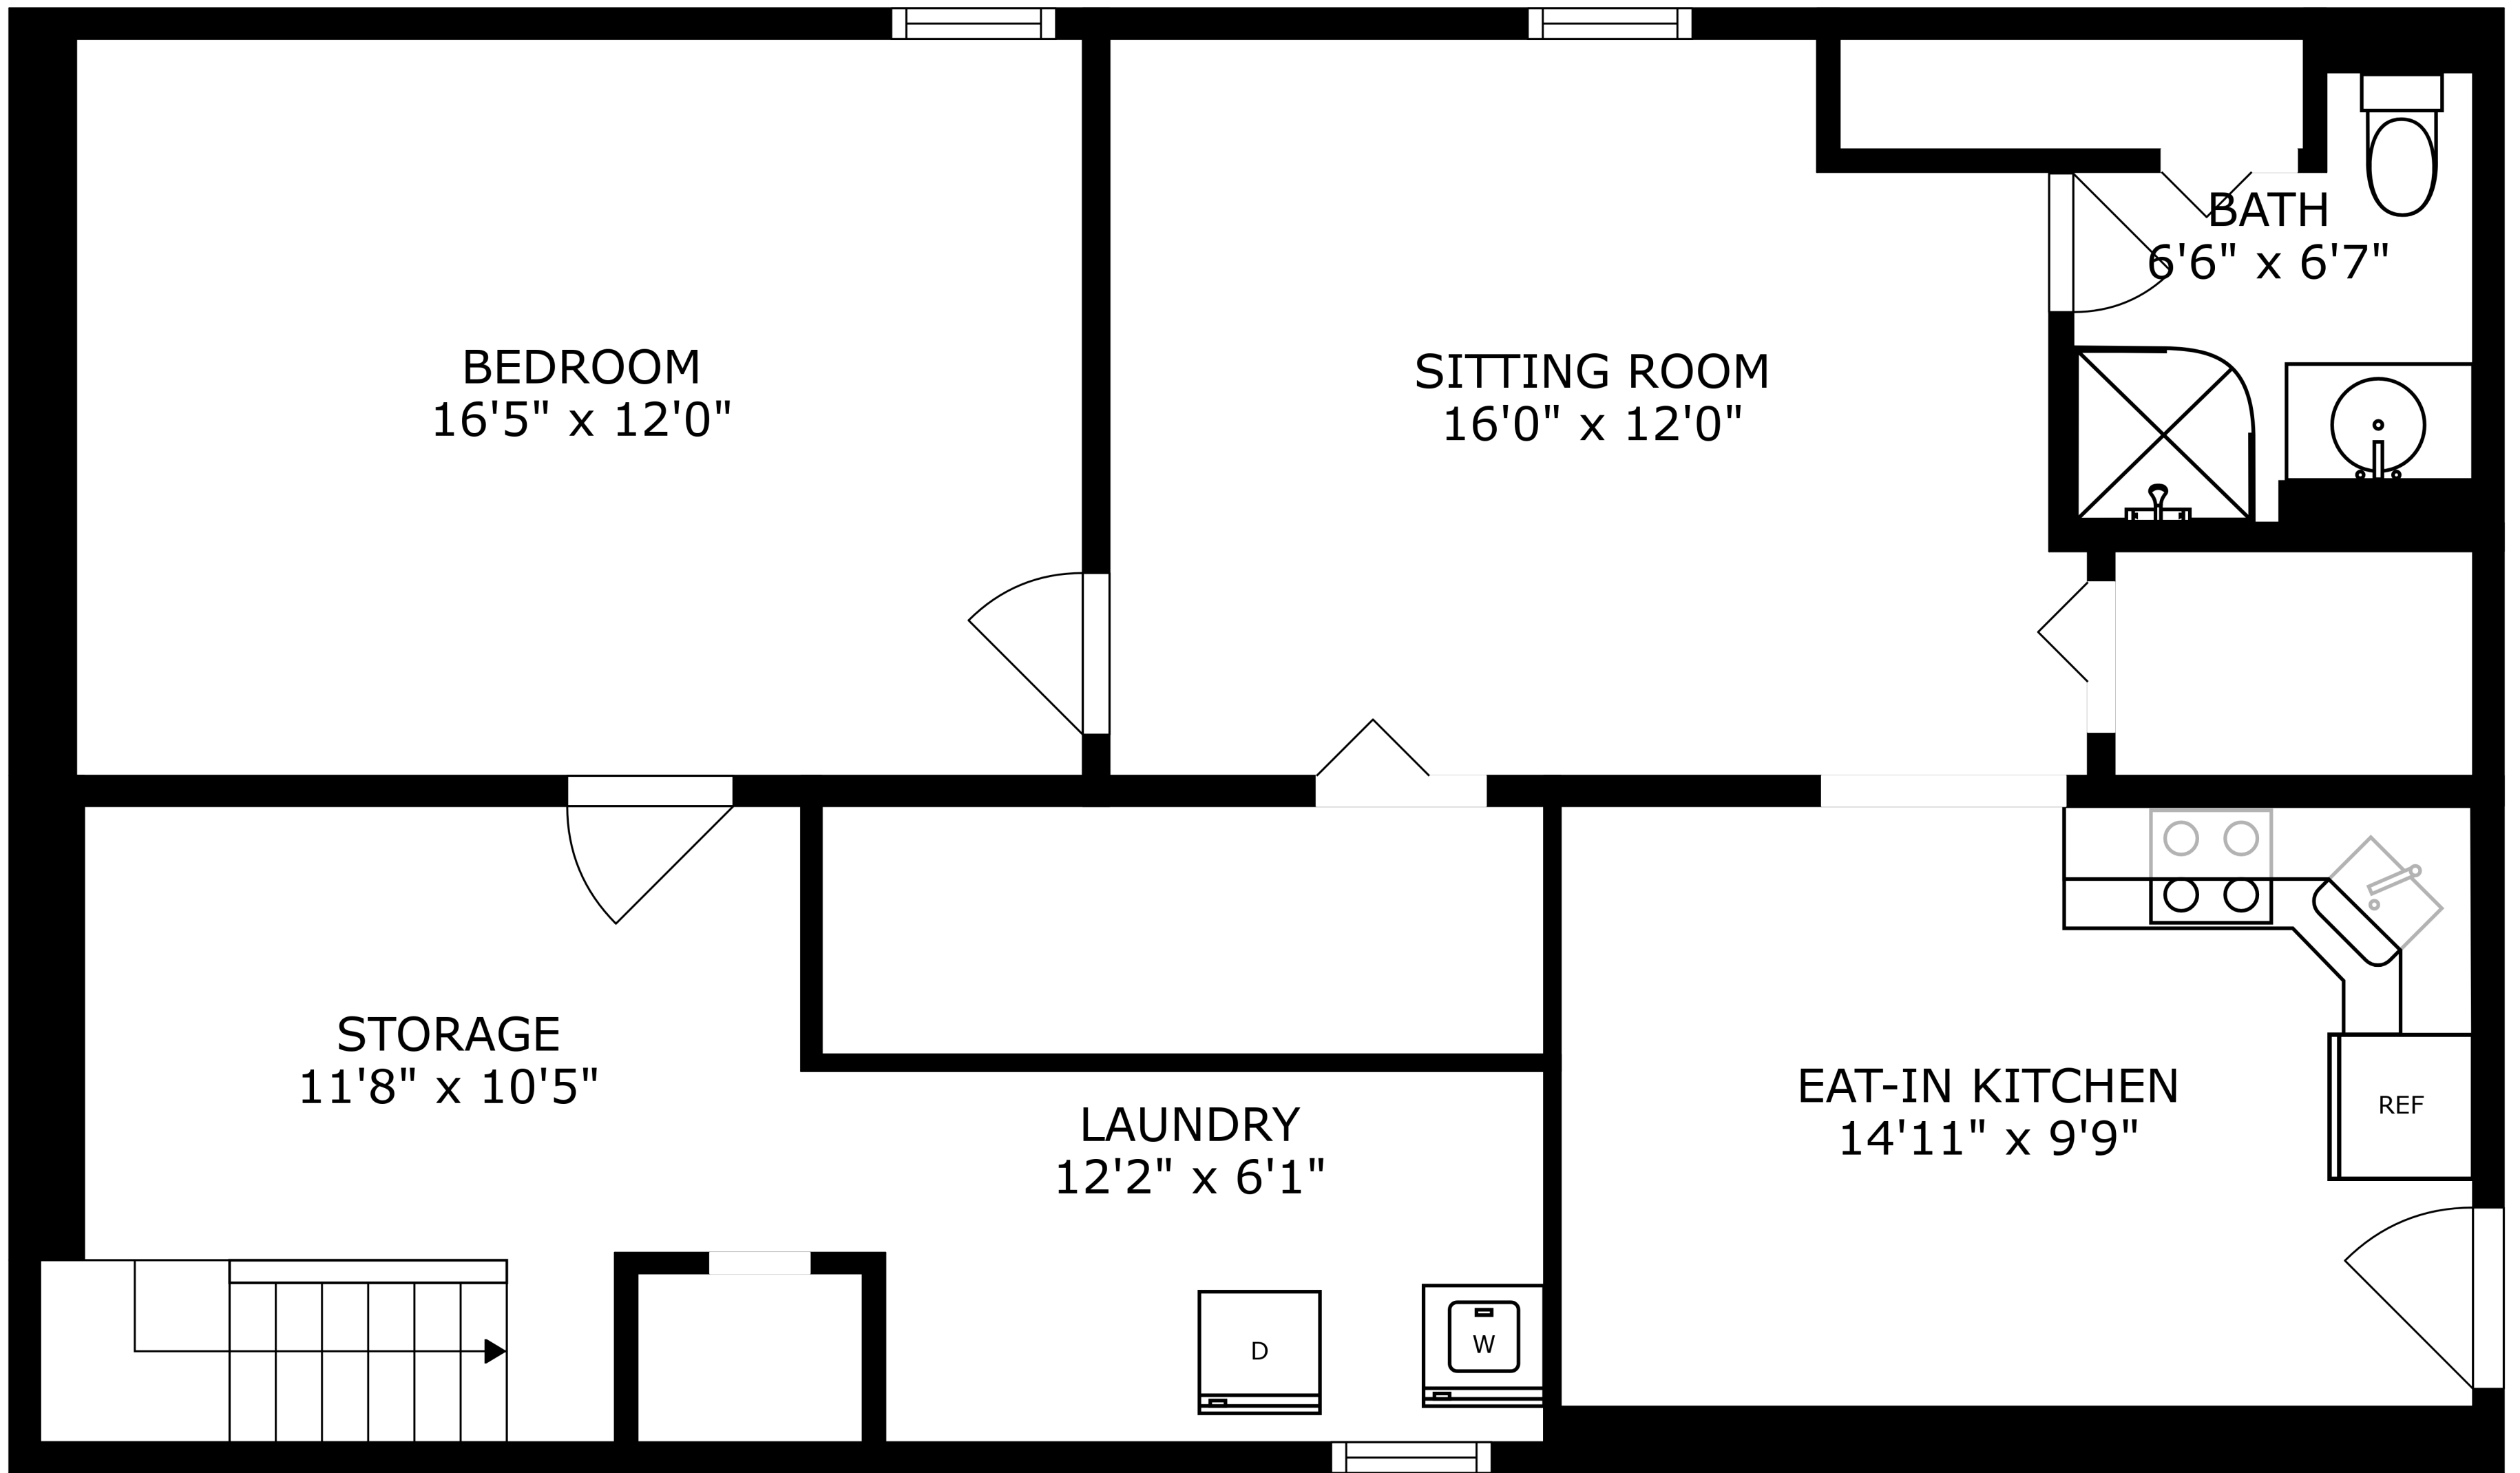 BATH
6'6" x 6'7"
BEDROOM
16'5" x 12'0"
SITTING ROOM
16'0" x 12'0"
STORAGE
11'8" x 10'5"
LAUNDRY
12'2" x 6'1"
EAT-IN KITCHEN
14'11" x 9'9"
REF
D
W